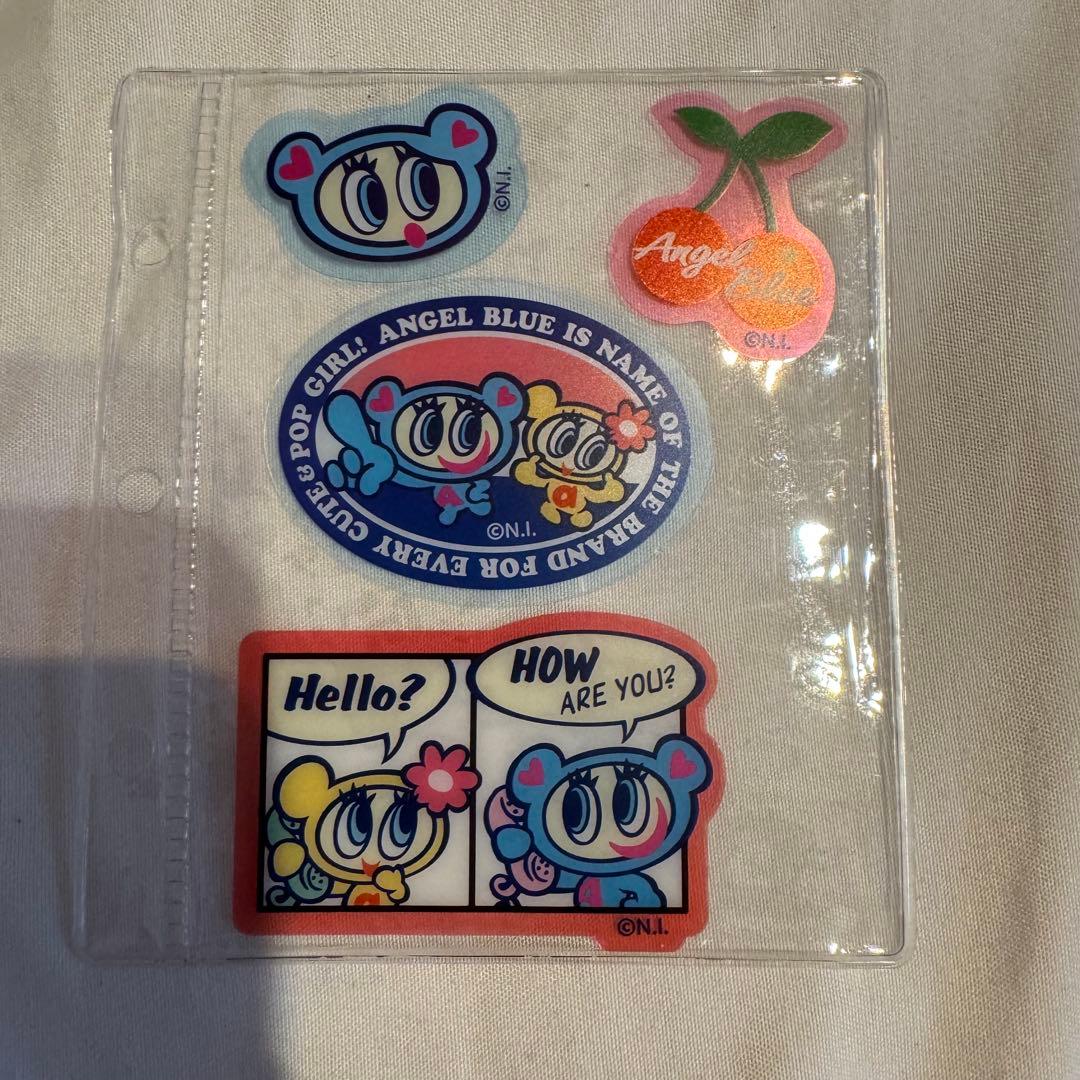 ©N.I.
Angel
Blue
©N.I.
ANGEL BLUE IS NAME OF THE BRAND FOR EVERY CUTE & POP GIRL!
a
a
©N.I.
Hello?
HOW
ARE YOU?
a
A
©N.I.